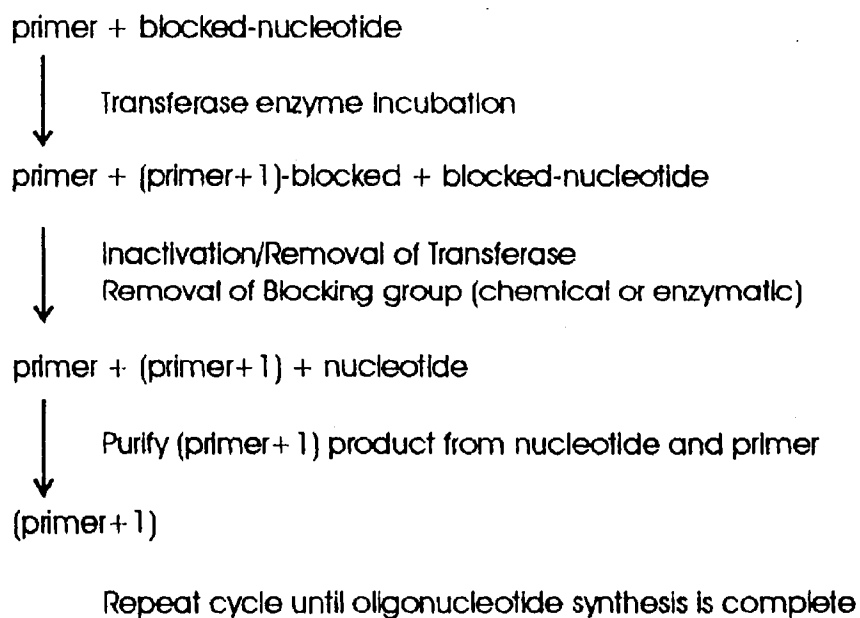 primer + blocked-nucleotide
Transferase enzyme incubation
primer + (primer+1)-blocked + blocked-nucleotide
Inactivation/Removal of Transferase
Removal of Blocking group (chemical or enzymatic)
primer + (primer+1) + nucleotide
Purify (primer+1) product from nucleotide and primer
(primer+1)
Repeat cycle until oligonucleotide synthesis is complete